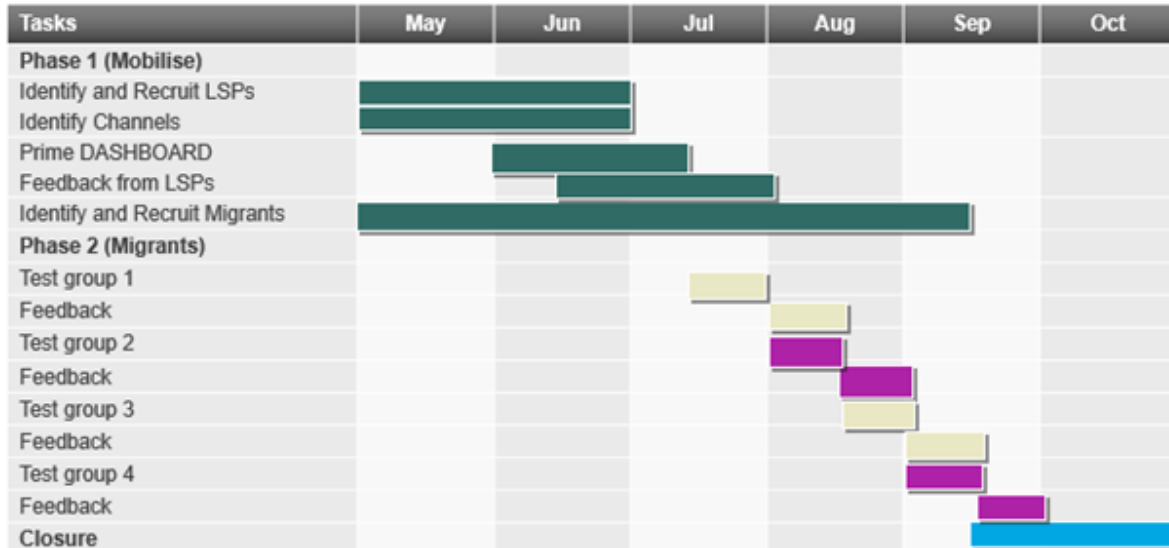 Tasks May Jun Jul Aug Sep Oct
Phase 1 (Mobilise)
Identify and Recruit LSPs
Identify Channels
Prime DASHBOARD
Feedback from LSPs
Identify and Recruit Migrants
Phase 2 (Migrants)
Test group 1
Feedback
Test group 2
Feedback
Test group 3
Feedback
Test group 4
Feedback
Closure